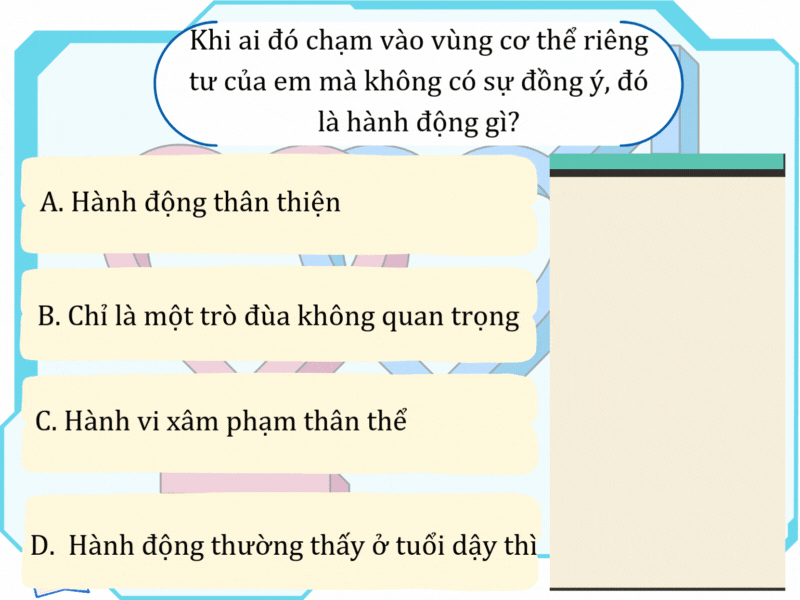 Khi ai đó chạm vào vùng cơ thể riêng
tư của em mà không có sự đồng ý, đó
là hành động gì?
A. Hành động thân thiện
B. Chỉ là một trò đùa không quan trọng
C. Hành vi xâm phạm thân thể
D. Hành động thường thấy ở tuổi dậy thì